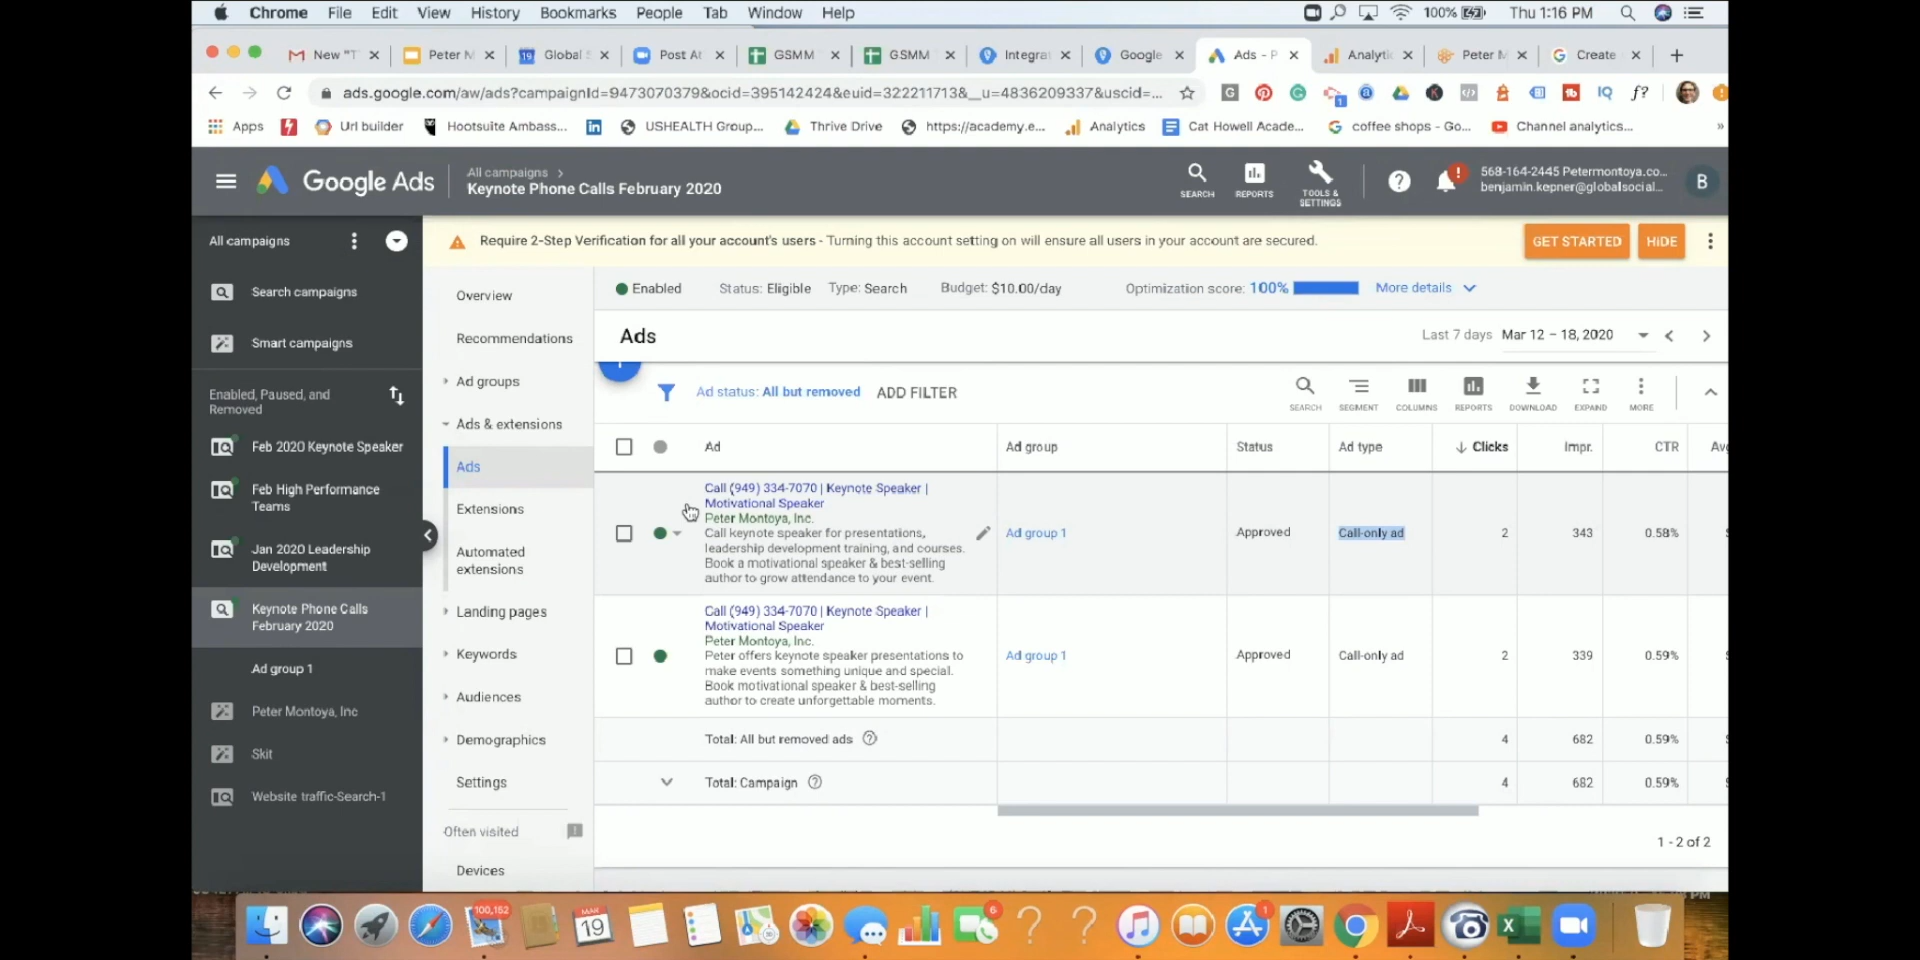 Chrome File Edit View History Bookmarks People Tab Window Help 100% Thu 1:16 PM
New "T Peter M Global S 19 Post At GSMM GSMM Integra Google Ads - P Analytic Peter M Create
ads.google.com/aw/ads?campaignId=9473070379&ocid=395142424&euid=322211713&__u=4836209337&uscid=...
Apps Url builder Hootsuite Ambass... USHEALTH Group... Thrive Drive https://academy.e... Analytics Cat Howell Acade... coffee shops - Go... Channel analytics... »
Google Ads
All campaigns >
Keynote Phone Calls February 2020
SEARCH REPORTS TOOLS & SETTINGS
568-164-2445 Petermontoya.co...
benjamin.kepner@globalsocial...
B
All campaigns
Search campaigns
Smart campaigns
Enabled, Paused, and
Removed
Feb 2020 Keynote Speaker
Feb High Performance
Teams
Jan 2020 Leadership
Development
Keynote Phone Calls
February 2020
Ad group 1
Peter Montoya, Inc
Skit
Website traffic-Search-1
Require 2-Step Verification for all your account's users - Turning this account setting on will ensure all users in your account are secured.
GET STARTED HIDE
Overview
Recommendations
Ad groups
Ads & extensions
Ads
Extensions
Automated
extensions
Landing pages
Keywords
Audiences
Demographics
Settings
Often visited
Devices
Enabled Status: Eligible Type: Search Budget: $10.00/day Optimization score: 100% More details
Ads
Last 7 days Mar 12 – 18, 2020
Ad status: All but removed ADD FILTER
SEARCH SEGMENT COLUMNS REPORTS DOWNLOAD EXPAND MORE
Ad Ad group Status Ad type ↓ Clicks Impr. CTR
Call (949) 334-7070 | Keynote Speaker |
Motivational Speaker
Peter Montoya, Inc.
Call keynote speaker for presentations,
leadership development training, and courses.
Book a motivational speaker & best-selling
author to grow attendance to your event.
Ad group 1 Approved Call-only ad 2 343 0.58%
Call (949) 334-7070 | Keynote Speaker |
Motivational Speaker
Peter Montoya, Inc.
Peter offers keynote speaker presentations to
make events something unique and special.
Book motivational speaker & best-selling
author to create unforgettable moments.
Ad group 1 Approved Call-only ad 2 339 0.59%
Total: All but removed ads 4 682 0.59%
Total: Campaign 4 682 0.59%
1 - 2 of 2
100,152 MAR 19 6 1